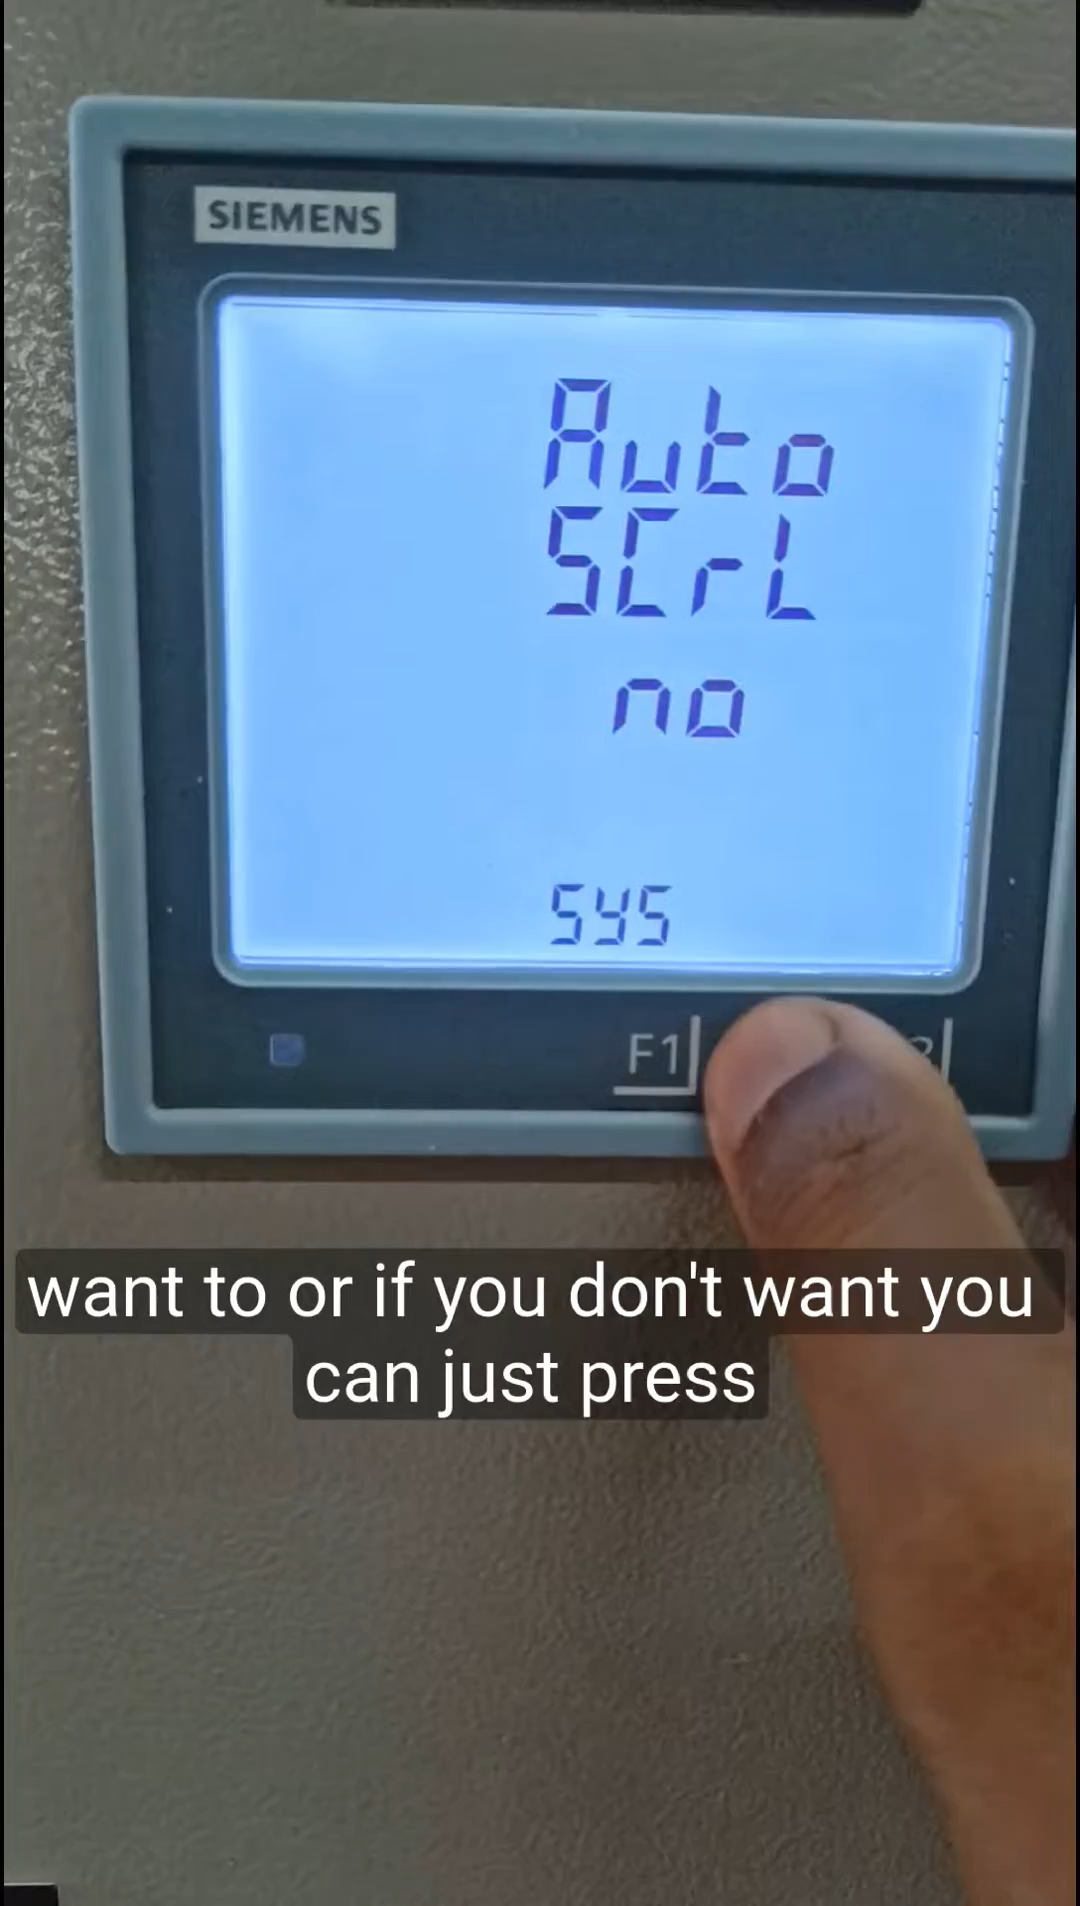 SIEMENS
Auto
SCrL
no
SYS
F1
want to or if you don't want you
can just press